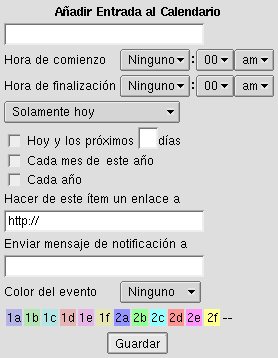 Añadir Entrada al Calendario
Hora de comienzo Ninguno : 00 am
Hora de finalización Ninguno : 00 am
Solamente hoy
Hoy y los próximos días
Cada mes de este año
Cada año
Hacer de este ítem un enlace a
http://
Enviar mensaje de notificación a
Color del evento Ninguno
1a 1b 1c 1d 1e 1f 2a 2b 2c 2d 2e 2f --
Guardar